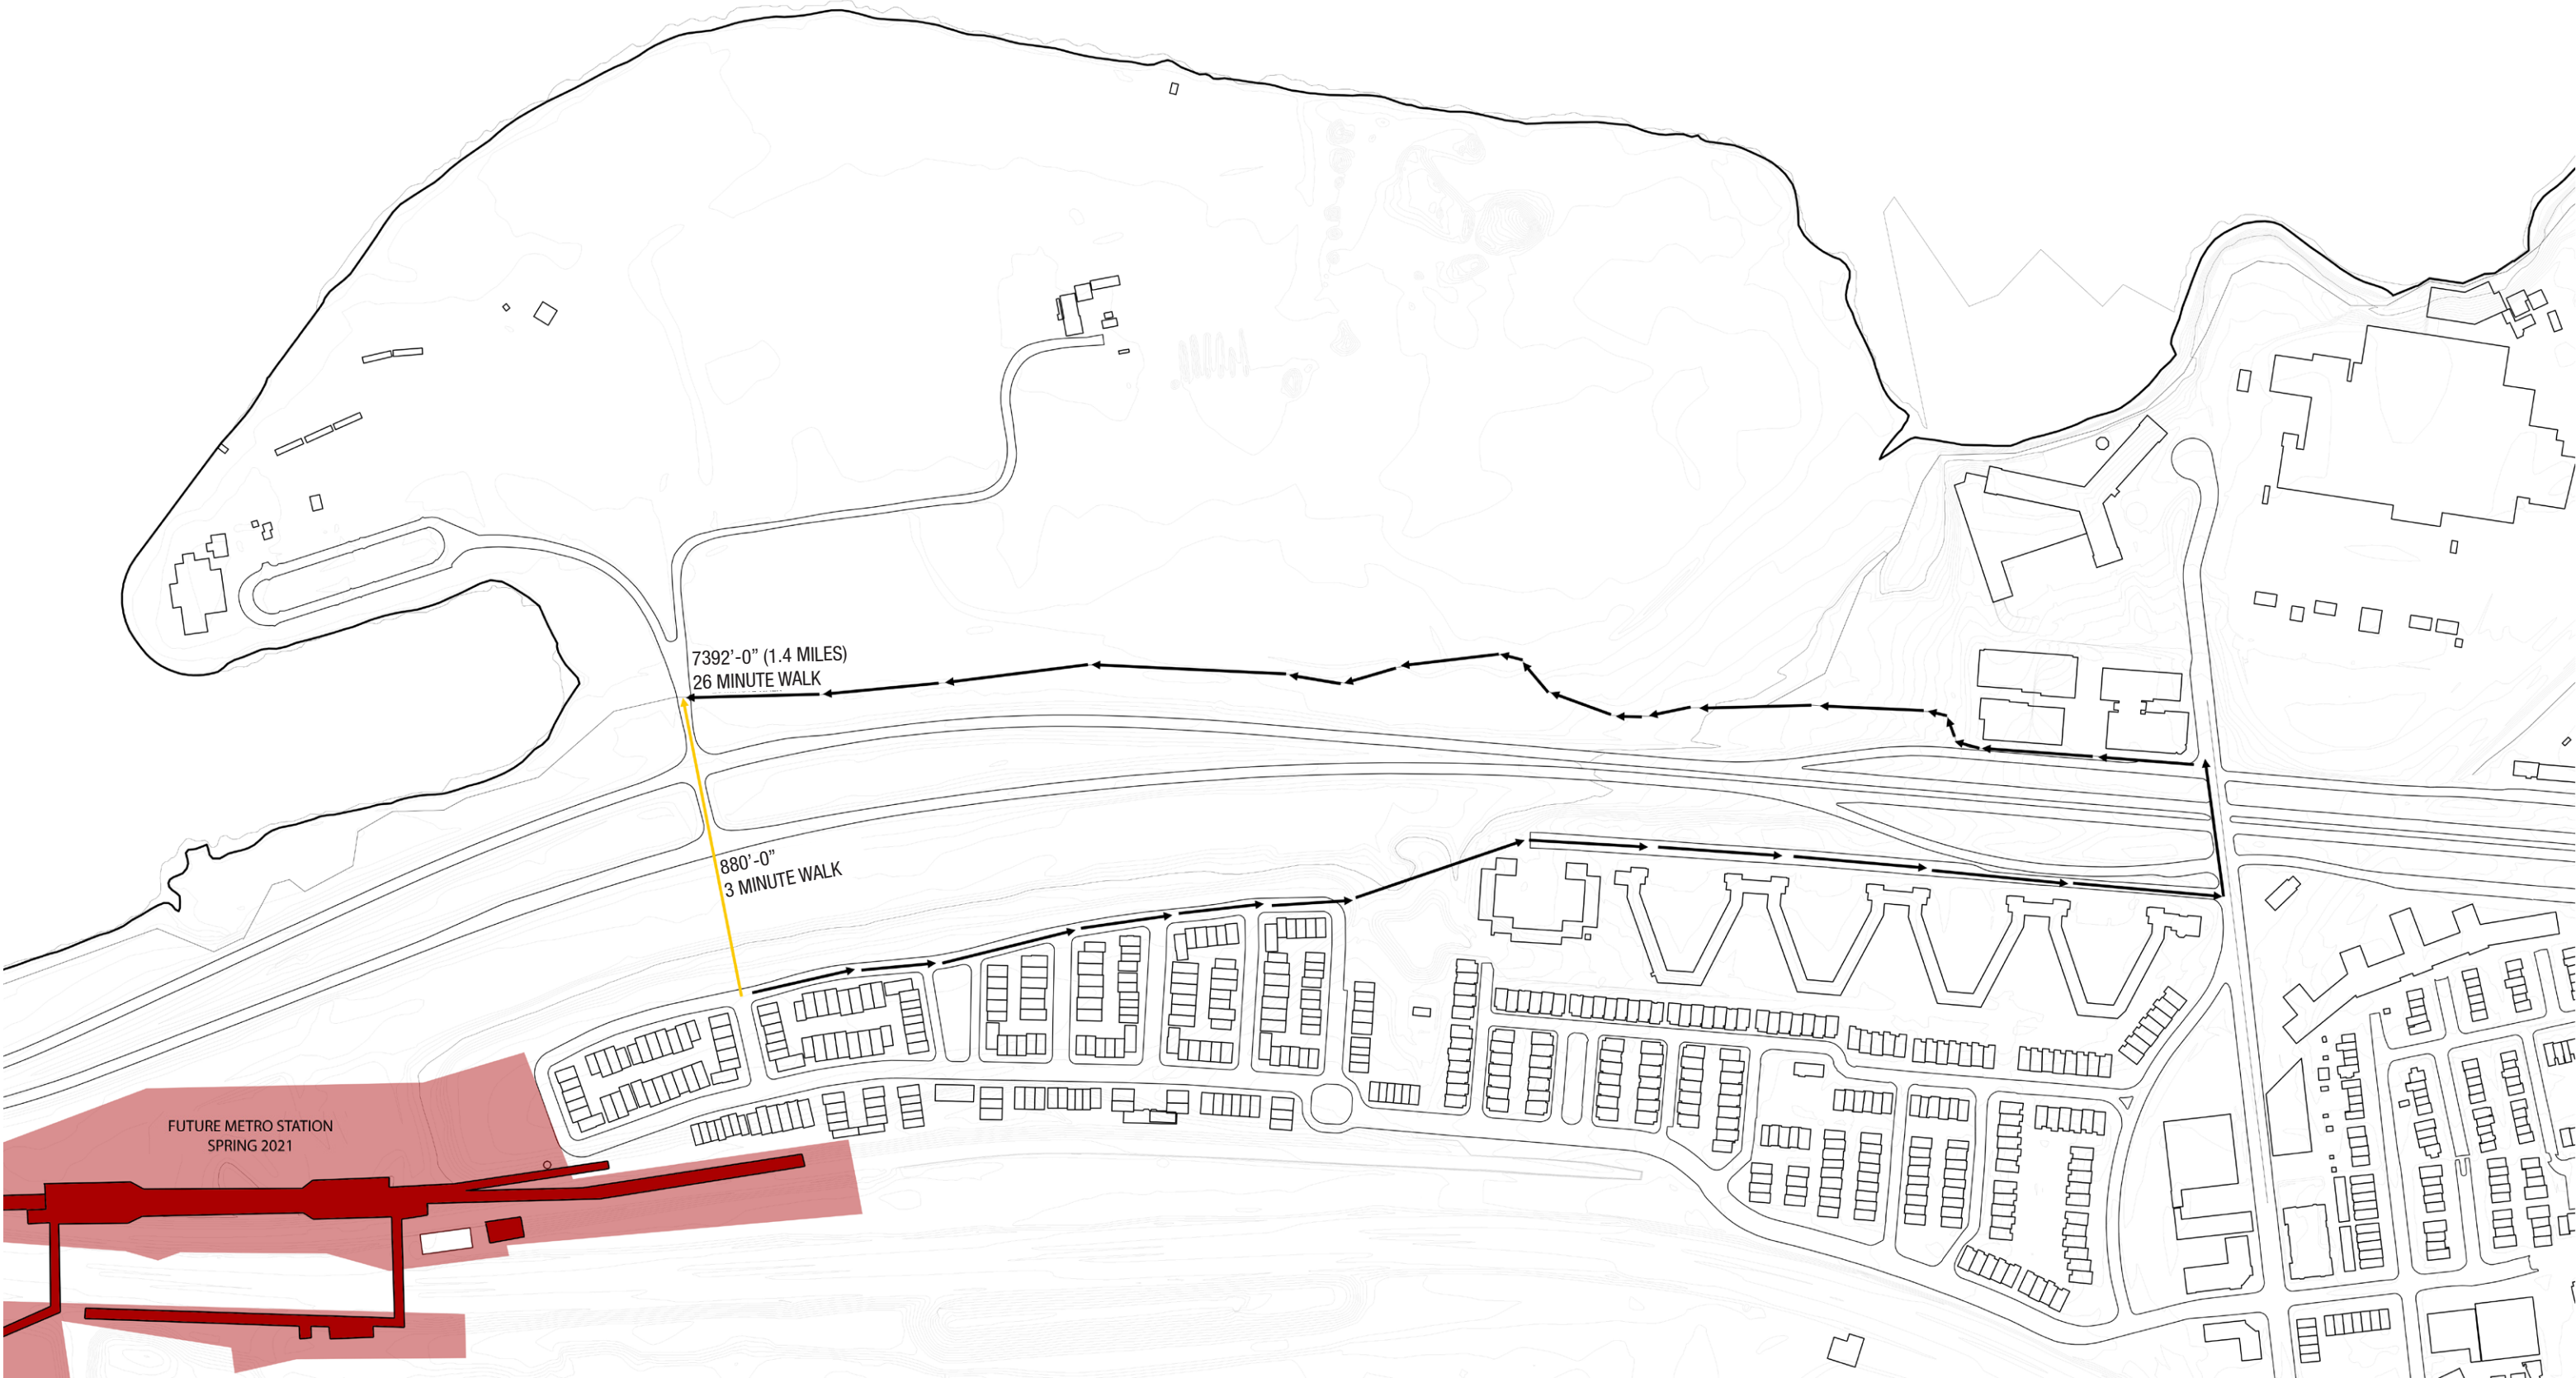 7392’-0” (1.4 MILES)
26 MINUTE WALK
880’-0”
3 MINUTE WALK
FUTURE METRO STATION
SPRING 2021